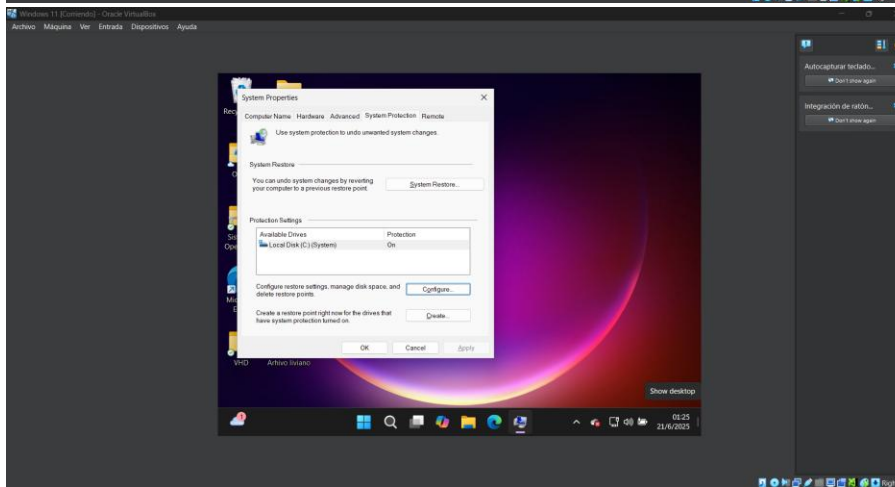 Windows 11 [Corriendo] - Oracle VirtualBox
Archivo Máquina Ver Entrada Dispositivos Ayuda
Autocapturar teclado...
Don't show again
Integración de ratón...
Don't show again
System Properties
Computer Name Hardware Advanced System Protection Remote
Use system protection to undo unwanted system changes.
System Restore
You can undo system changes by reverting
your computer to a previous restore point.
System Restore...
Protection Settings
Available Drives Protection
Local Disk (C:) (System) On
Configure restore settings, manage disk space, and
delete restore points.
Configure...
Create a restore point right now for the drives that
have system protection turned on.
Create...
OK Cancel Apply
VHD Arhivo liviano
Show desktop
01:25
21/6/2025